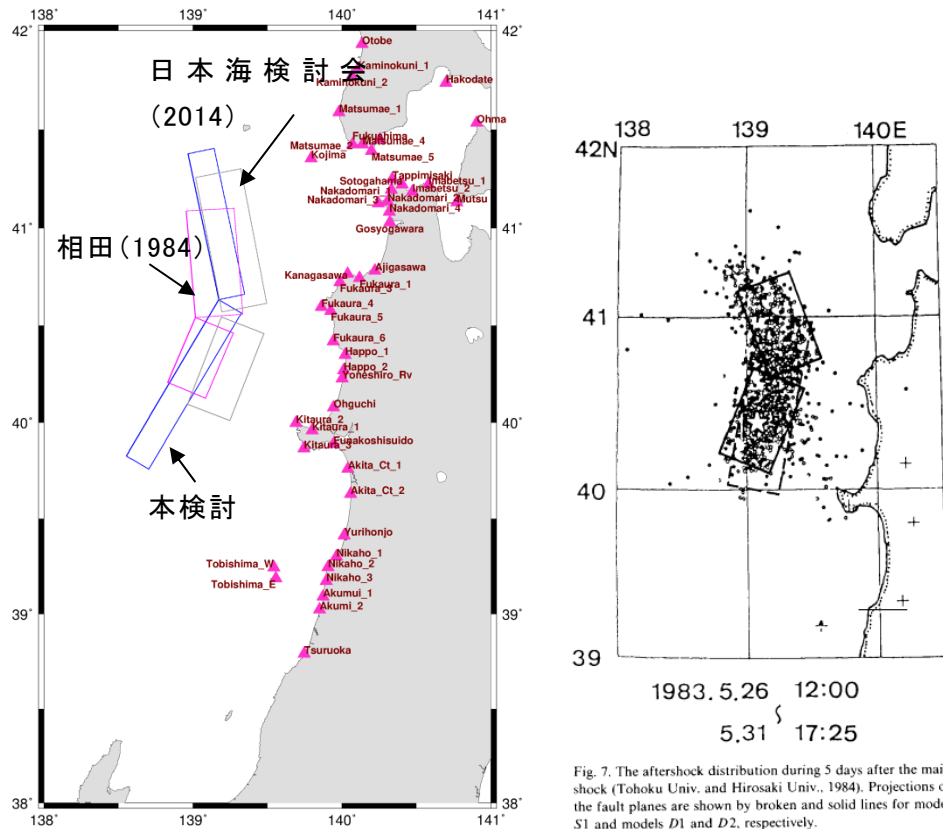 138° 139° 140° 141°
42°
41°
40°
39°
38°
日本海検討会
(2014)
相田(1984)
本検討
Otobe
Kaminokuni_1
Kaminokuni_2
Hakodate
Matsumae_1
Ohma
Fukushima
Matsumae_4
Matsumae_2
Kojima
Matsumae_5
Tappimisaki
Sotogahama
Imabetsu_1
Imabetsu_2
Nakadomari_1
Nakadomari_2
Mutsu
Nakadomari_3
Nakadomari_4
Gosyogawara
Ajigasawa
Kanagasawa
Fukaura_1
Fukaura_3
Fukaura_4
Fukaura_5
Fukaura_6
Happo_1
Happo_2
Yoneshiro_Rv
Ohguchi
Kitaura_2
Kitaura_1
Funakoshisuido
Kitaura_3
Akita_Ct_1
Akita_Ct_2
Yurihonjo
Nikaho_1
Tobishima_W
Nikaho_2
Nikaho_3
Tobishima_E
Akumui_1
Akumi_2
Tsuruoka
138° 139° 140° 141°
138 139 140E
42N
41
40
39
1983.5.26 12:00
⟆
5.31 17:25
Fig. 7. The aftershock distribution during 5 days after the mai
shock (Tohoku Univ. and Hirosaki Univ., 1984). Projections o
the fault planes are shown by broken and solid lines for mode
S1 and models D1 and D2, respectively.